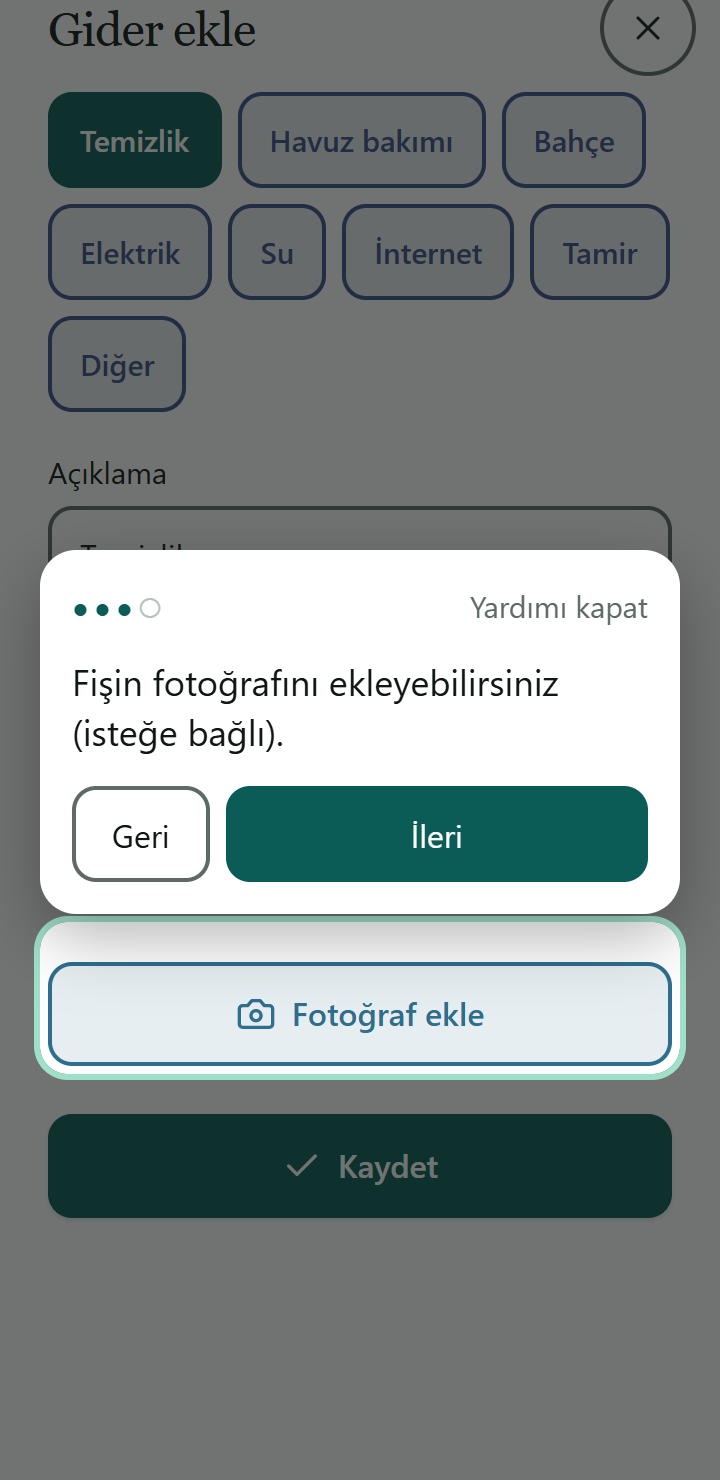 Gider ekle
Temizlik
Havuz bakımı
Bahçe
Elektrik
Su
İnternet
Tamir
Diğer
Açıklama
Yardımı kapat
Fişin fotoğrafını ekleyebilirsiniz
(isteğe bağlı).
Geri
İleri
Fotoğraf ekle
Kaydet